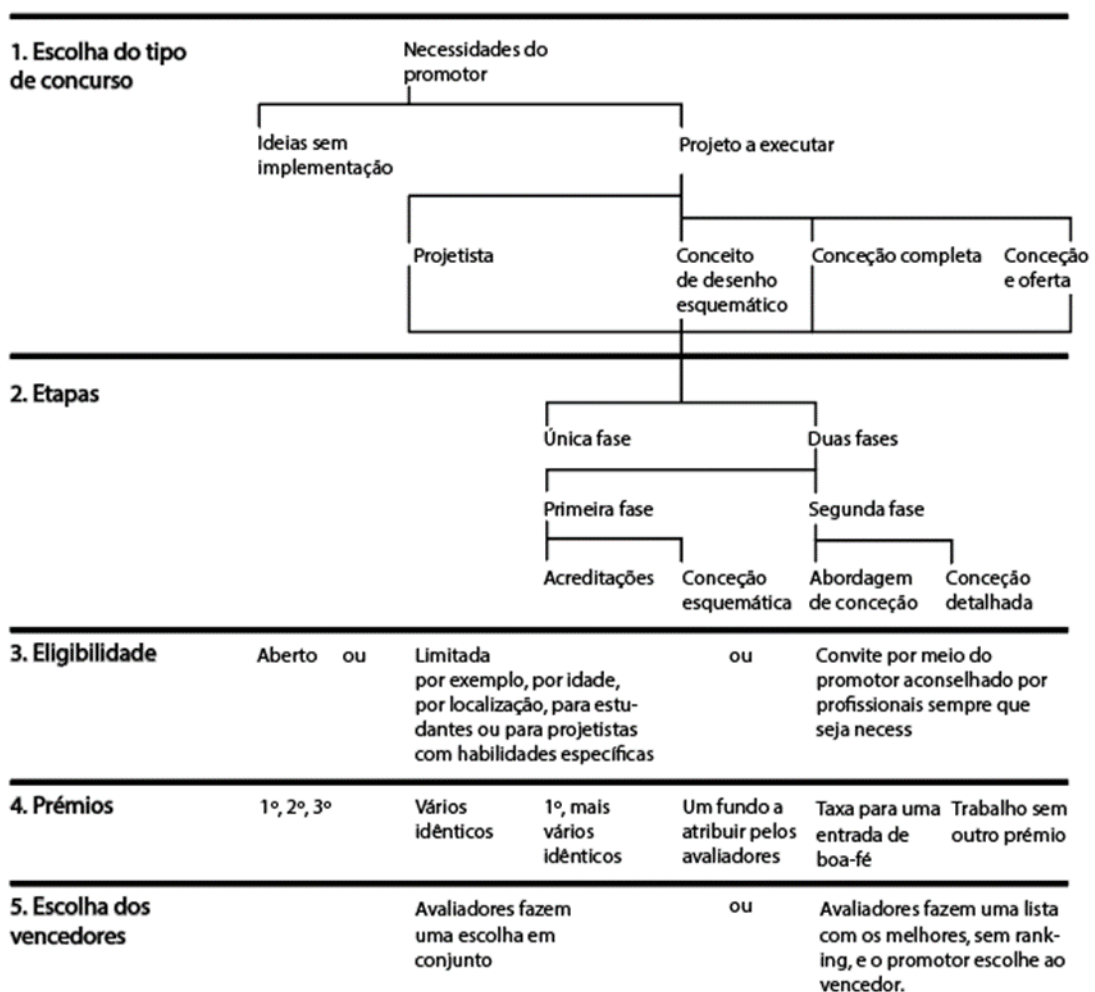 1. Escolha do tipo
de concurso
Necessidades do
promotor
Ideias sem
implementação
Projeto a executar
Projetista
Conceito
de desenho
esquemático
Conceção completa
Conceção
e oferta
2. Etapas
Única fase
Duas fases
Primeira fase
Segunda fase
Acreditações
Conceção
esquemática
Abordagem
de conceção
Conceção
detalhada
3. Eligibilidade
Aberto
ou
Limitada
por exemplo, por idade,
por localização, para estu-
dantes ou para projetistas
com habilidades específicas
ou
Convite por meio do
promotor aconselhado por
profissionais sempre que
seja necess
4. Prémios
1º, 2º, 3º
Vários
idênticos
1º, mais
vários
idênticos
Um fundo a
atribuir pelos
avaliadores
Taxa para uma
entrada de
boa-fé
Trabalho sem
outro prémio
5. Escolha dos
vencedores
Avaliadores fazem
uma escolha em
conjunto
ou
Avaliadores fazem uma lista
com os melhores, sem rank-
ing, e o promotor escolhe ao
vencedor.